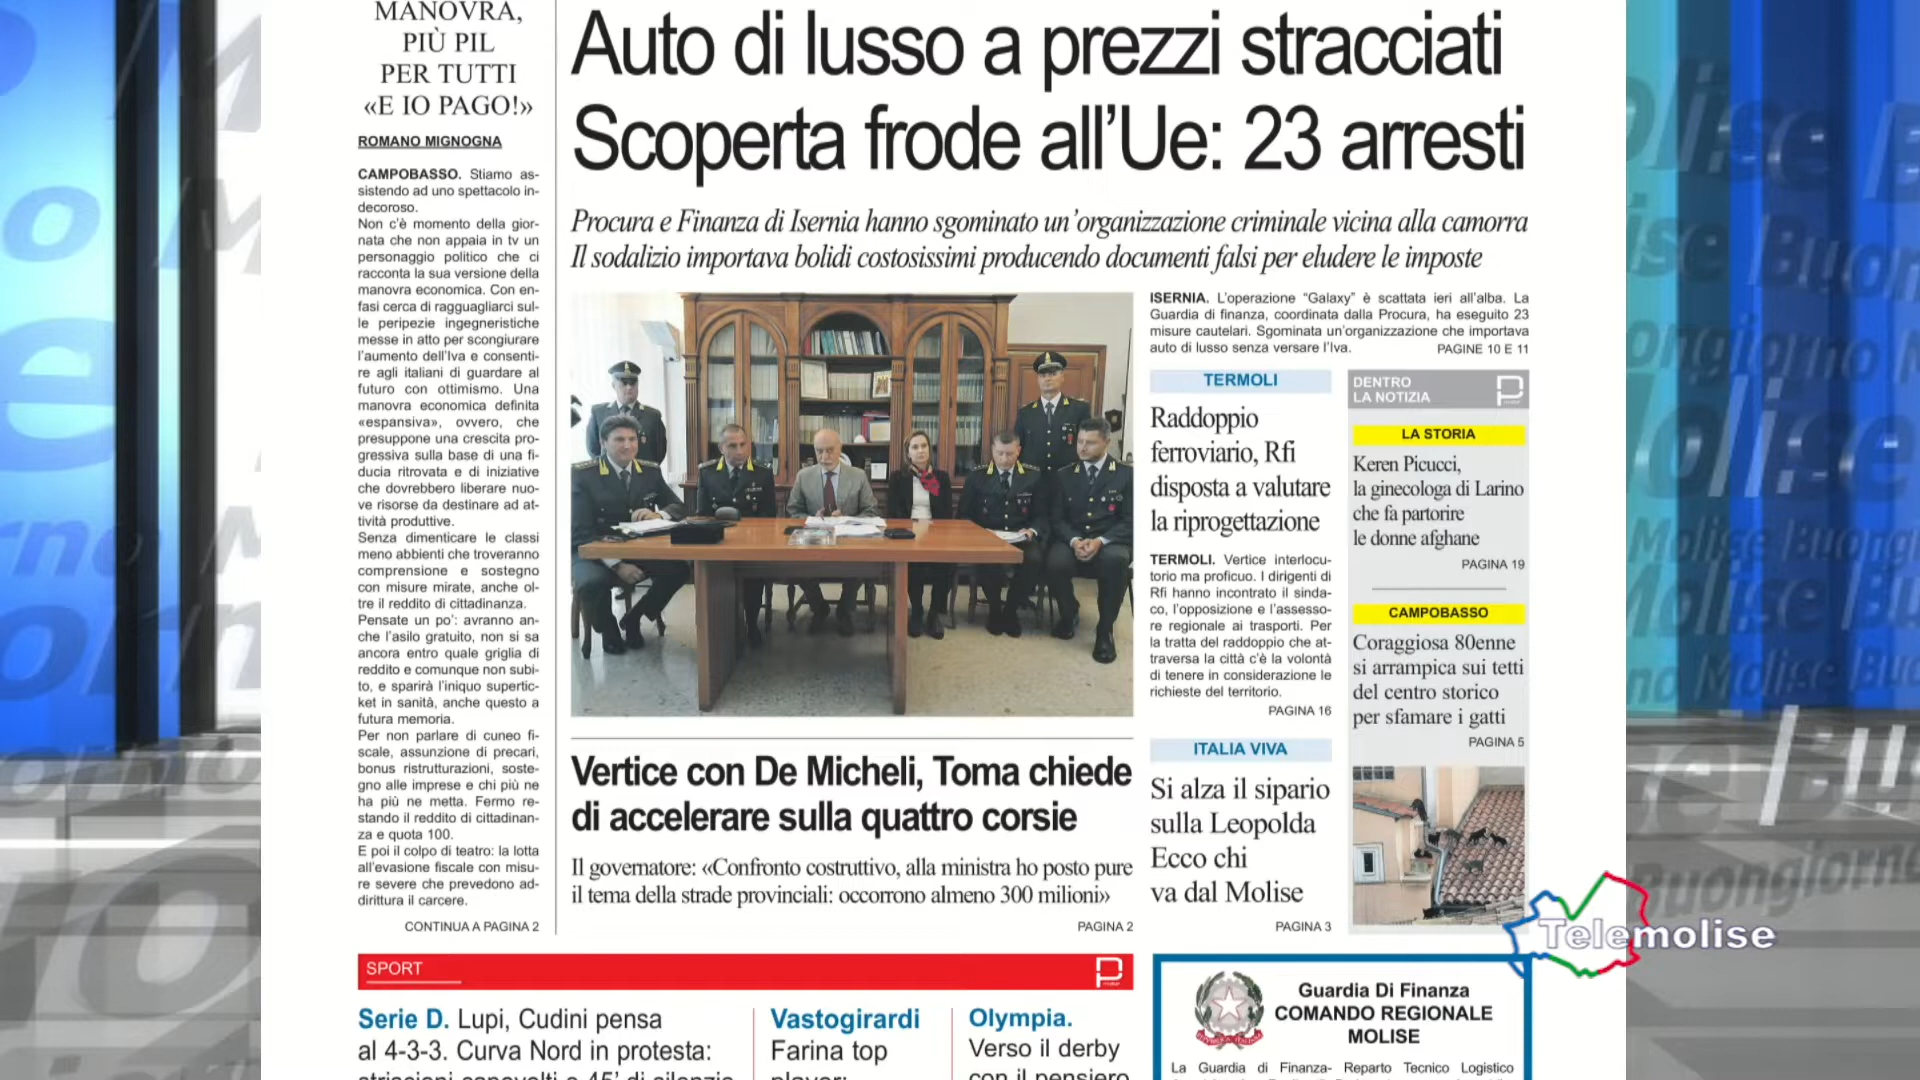 MANOVRA,
PIÙ PIL
PER TUTTI
«E IO PAGO!»
ROMANO MIGNOGNA
CAMPOBASSO. Stiamo as-
sistendo ad uno spettacolo in-
decoroso.
Non c'è momento della gior-
nata che non appaia in tv un
personaggio politico che ci
racconta la sua versione della
manovra economica. Con en-
fasi cerca di ragguagliarci sul-
le peripezie ingegneristiche
messe in atto per scongiurare
l'aumento dell'Iva e consenti-
re agli italiani di guardare al
futuro con ottimismo. Una
manovra economica definita
«espansiva», ovvero, che
presuppone una crescita pro-
gressiva sulla base di una fi-
ducia ritrovata e di iniziative
che dovrebbero liberare nuo-
ve risorse da destinare ad at-
tività produttive.
Senza dimenticare le classi
meno abbienti che troveranno
comprensione e sostegno
con misure mirate, anche ol-
tre il reddito di cittadinanza.
Pensate un po': avranno an-
che l'asilo gratuito, non si sa
ancora entro quale griglia di
reddito e comunque non subi-
to, e sparirà l'iniquo supertic-
ket in sanità, anche questo a
futura memoria.
Per non parlare di cuneo fi-
scale, assunzione di precari,
bonus ristrutturazioni, soste-
gno alle imprese e chi più ne
ha più ne metta. Fermo re-
stando il reddito di cittadinan-
za e quota 100.
E poi il colpo di teatro: la lotta
all'evasione fiscale con misu-
re severe che prevedono ad-
dirittura il carcere.
CONTINUA A PAGINA 2
Auto di lusso a prezzi stracciati
Scoperta frode all'Ue: 23 arresti
Procura e Finanza di Isernia hanno sgominato un'organizzazione criminale vicina alla camorra
Il sodalizio importava bolidi costosissimi producendo documenti falsi per eludere le imposte
ISERNIA. L'operazione "Galaxy" è scattata ieri all'alba. La
Guardia di finanza, coordinata dalla Procura, ha eseguito 23
misure cautelari. Sgominata un'organizzazione che importava
auto di lusso senza versare l'Iva. PAGINE 10 E 11
Vertice con De Micheli, Toma chiede
di accelerare sulla quattro corsie
Il governatore: «Confronto costruttivo, alla ministra ho posto pure
il tema della strade provinciali: occorrono almeno 300 milioni»
PAGINA 2
TERMOLI
Raddoppio
ferroviario, Rfi
disposta a valutare
la riprogettazione
TERMOLI. Vertice interlocu-
torio ma proficuo. I dirigenti di
Rfi hanno incontrato il sinda-
co, l'opposizione e l'assesso-
re regionale ai trasporti. Per
la tratta del raddoppio che at-
traversa la città c'è la volontà
di tenere in considerazione le
richieste del territorio.
PAGINA 16
ITALIA VIVA
Si alza il sipario
sulla Leopolda
Ecco chi
va dal Molise
PAGINA 3
DENTRO
LA NOTIZIA
LA STORIA
Keren Picucci,
la ginecologa di Larino
che fa partorire
le donne afghane
PAGINA 19
CAMPOBASSO
Coraggiosa 80enne
si arrampica sui tetti
del centro storico
per sfamare i gatti
PAGINA 5
Telemolise
SPORT
Serie D. Lupi, Cudini pensa
al 4-3-3. Curva Nord in protesta:
striscioni capovolti e 45' di silenzio
Vastogirardi
Farina top
player:
Olympia.
Verso il derby
con il pensiero
Guardia Di Finanza
COMANDO REGIONALE
MOLISE
La Guardia di Finanza- Reparto Tecnico Logistico